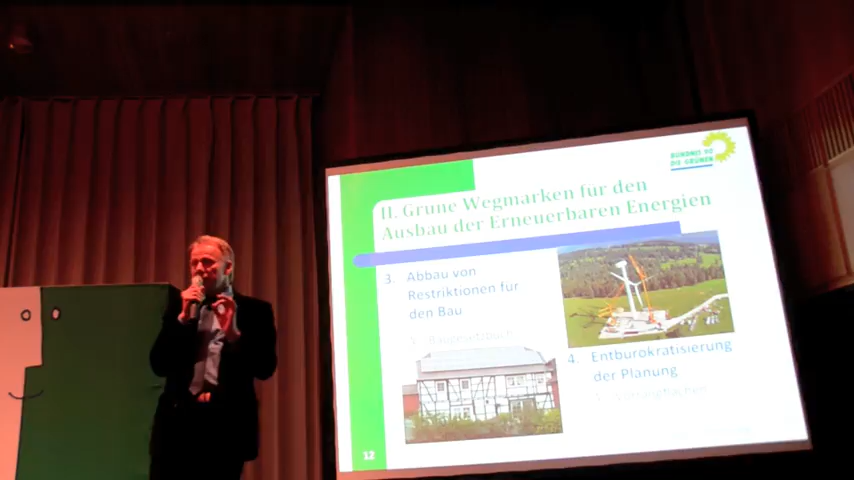 BÜNDNIS 90
DIE GRÜNEN
II. Grüne Wegmarken für den
Ausbau der Erneuerbaren Energien
3. Abbau von
Restriktionen für
den Bau
4. Entbürokratisierung
der Planung
12